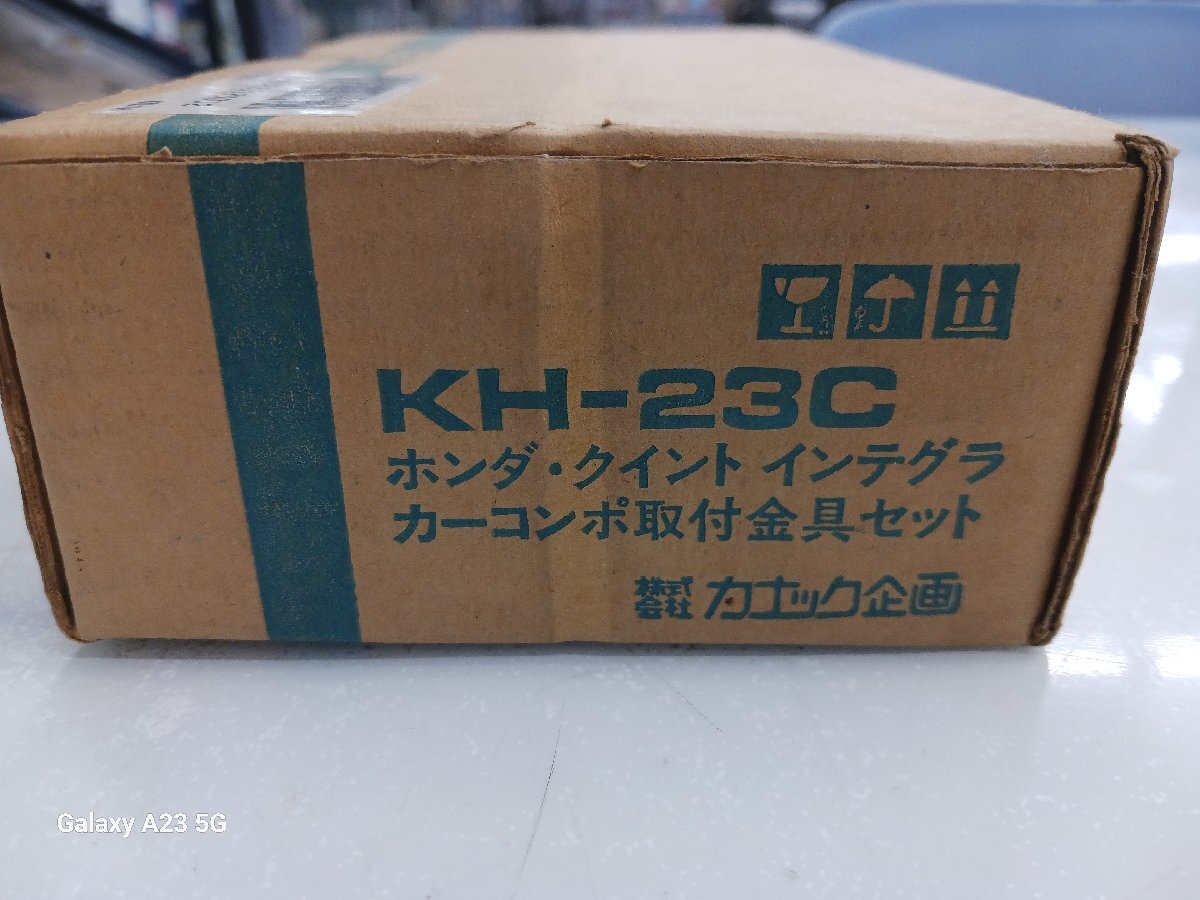 KH-23C
ホンダ・クイント インテグラ
カーコンポ取付金具セット
株式会社 カナック企画
Galaxy A23 5G